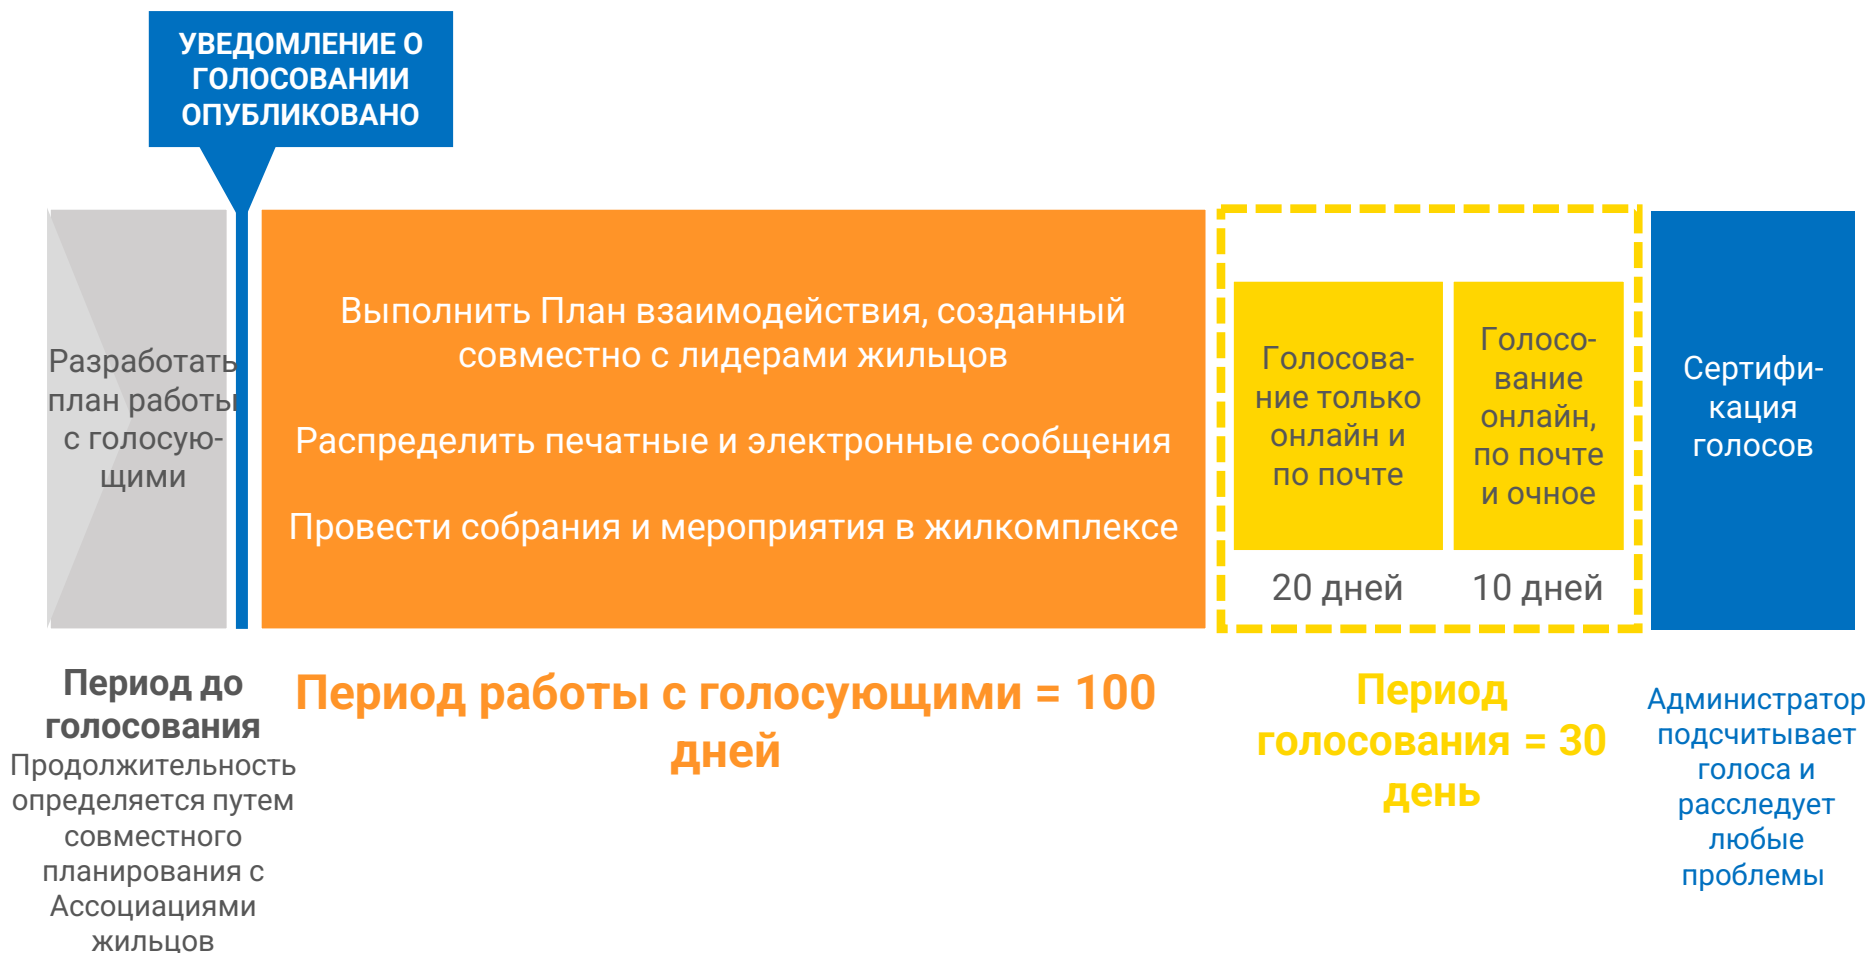 УВЕДОМЛЕНИЕ О
ГОЛОСОВАНИИ
ОПУБЛИКОВАНО
Разработать
план работы
с голосую-
щими
Выполнить План взаимодействия, созданный
совместно с лидерами жильцов
Распределить печатные и электронные сообщения
Провести собрания и мероприятия в жилкомплексе
Голосова-
ние только
онлайн и
по почте
20 дней
Голосо-
вание
онлайн,
по почте
и очное
10 дней
Сертифи-
кация
голосов
Период до
голосования
Продолжительность
определяется путем
совместного
планирования с
Ассоциациями
жильцов
Период работы с голосующими = 100
дней
Период
голосования = 30
день
Администратор
подсчитывает
голоса и
расследует
любые
проблемы